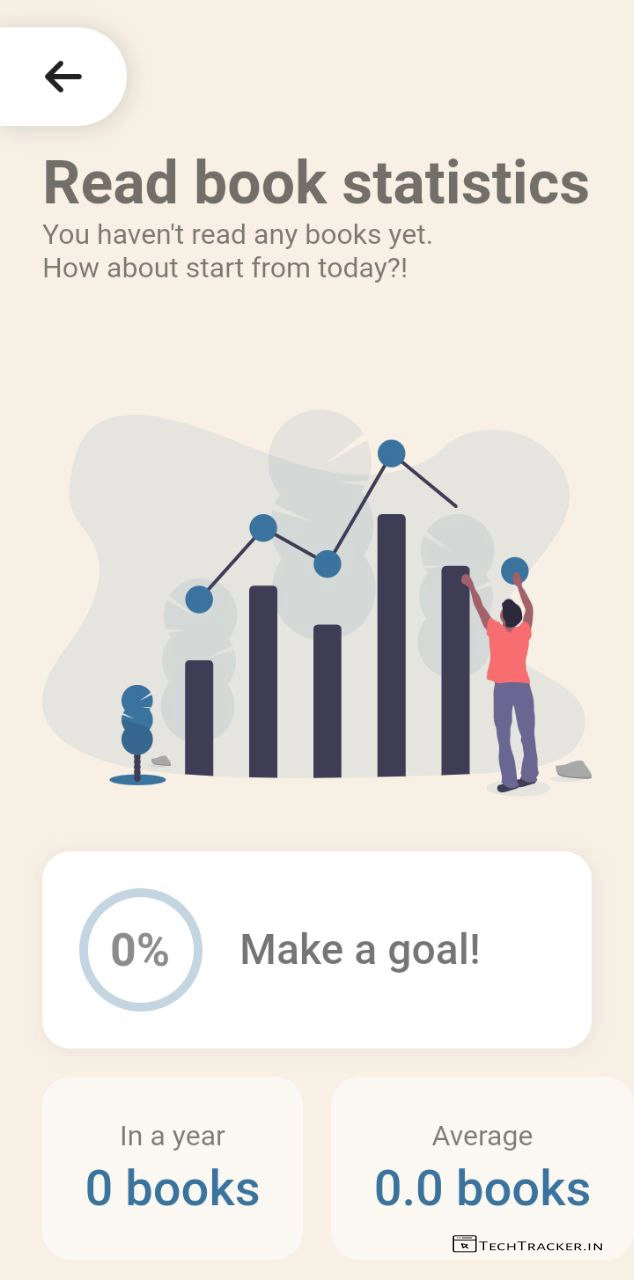 Read book statistics
You haven't read any books yet.
How about start from today?!
0%
Make a goal!
In a year
0 books
Average
0.0 books
TECHTRACKER.IN